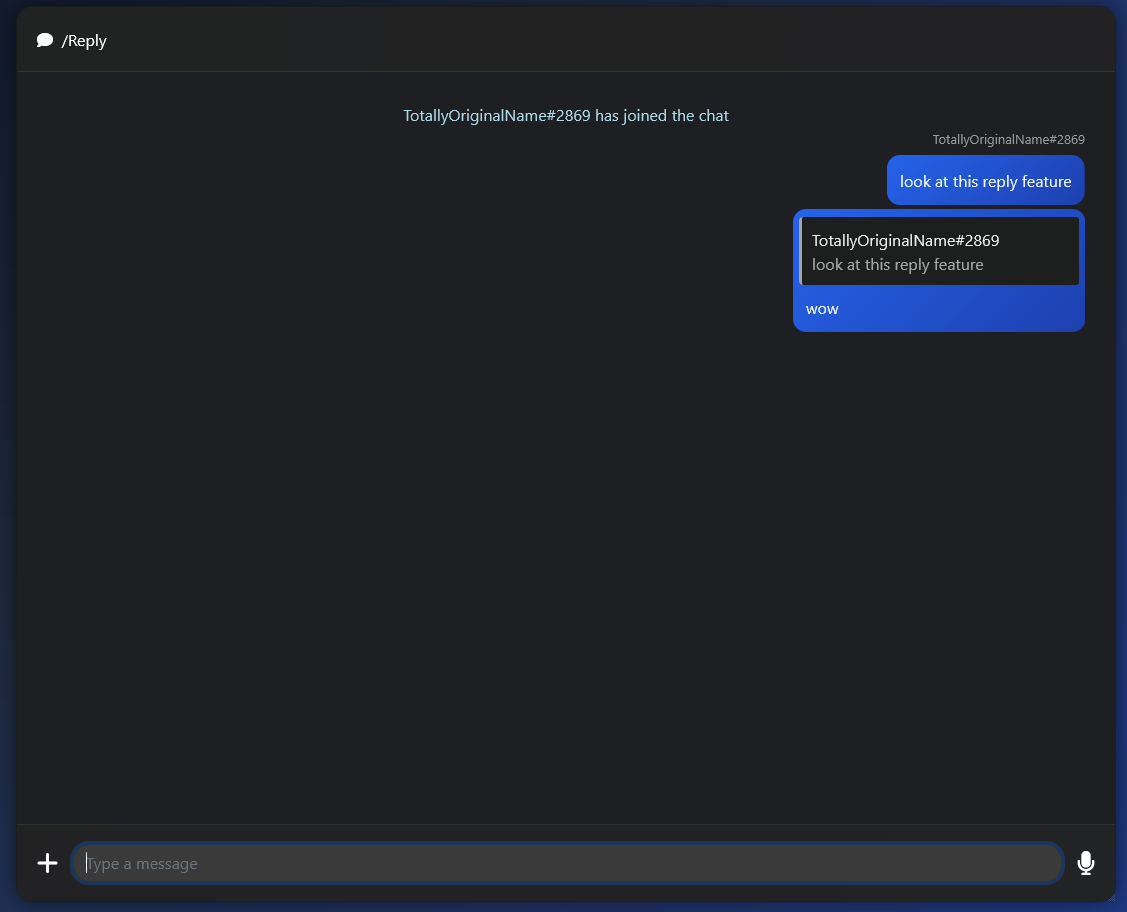 /Reply
TotallyOriginalName#2869 has joined the chat
TotallyOriginalName#2869
look at this reply feature
TotallyOriginalName#2869
look at this reply feature
wow
Type a message